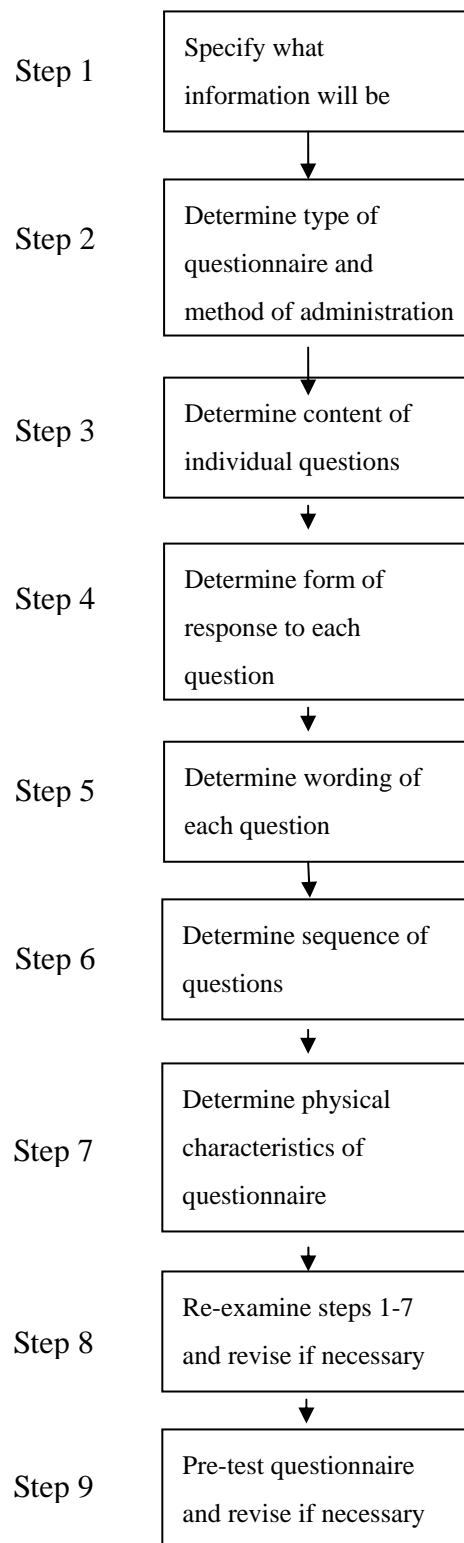 Step 1
Specify what
information will be
Step 2
Determine type of
questionnaire and
method of administration
Step 3
Determine content of
individual questions
Step 4
Determine form of
response to each
question
Step 5
Determine wording of
each question
Step 6
Determine sequence of
questions
Step 7
Determine physical
characteristics of
questionnaire
Step 8
Re-examine steps 1-7
and revise if necessary
Step 9
Pre-test questionnaire
and revise if necessary